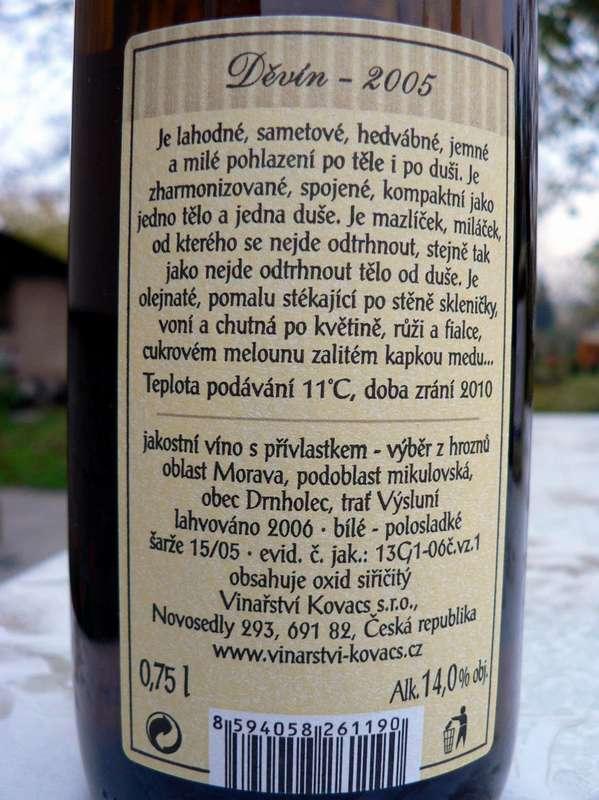 Děvín - 2005
Je lahodné, sametové, hedvábné, jemné
a milé pohlazení po těle i po duši. Je
zharmonizované, spojené, kompaktní jako
jedno tělo a jedna duše. Je mazlíček, miláček,
od kterého se nejde odtrhnout, stejně tak
jako nejde odtrhnout tělo od duše. Je
olejnaté, pomalu stékající po stěně skleničky,
voní a chutná po květině, růži a fialce,
cukrovém melounu zalitém kapkou medu...
Teplota podávání 11°C, doba zrání 2010
jakostní víno s přívlastkem - výběr z hroznů
oblast Morava, podoblast mikulovská,
obec Drnholec, trať Výsluní
lahvováno 2006 · bílé - polosladké
šarže 15/05 · evid. č. jak.: 13G1-06č.vz.1
obsahuje oxid siřičitý
Vinařství Kovacs s.r.o.,
Novosedly 293, 691 82, Česká republika
www.vinarstvi-kovacs.cz
0,75 l
Alk. 14,0% obj.
8 594058 261190